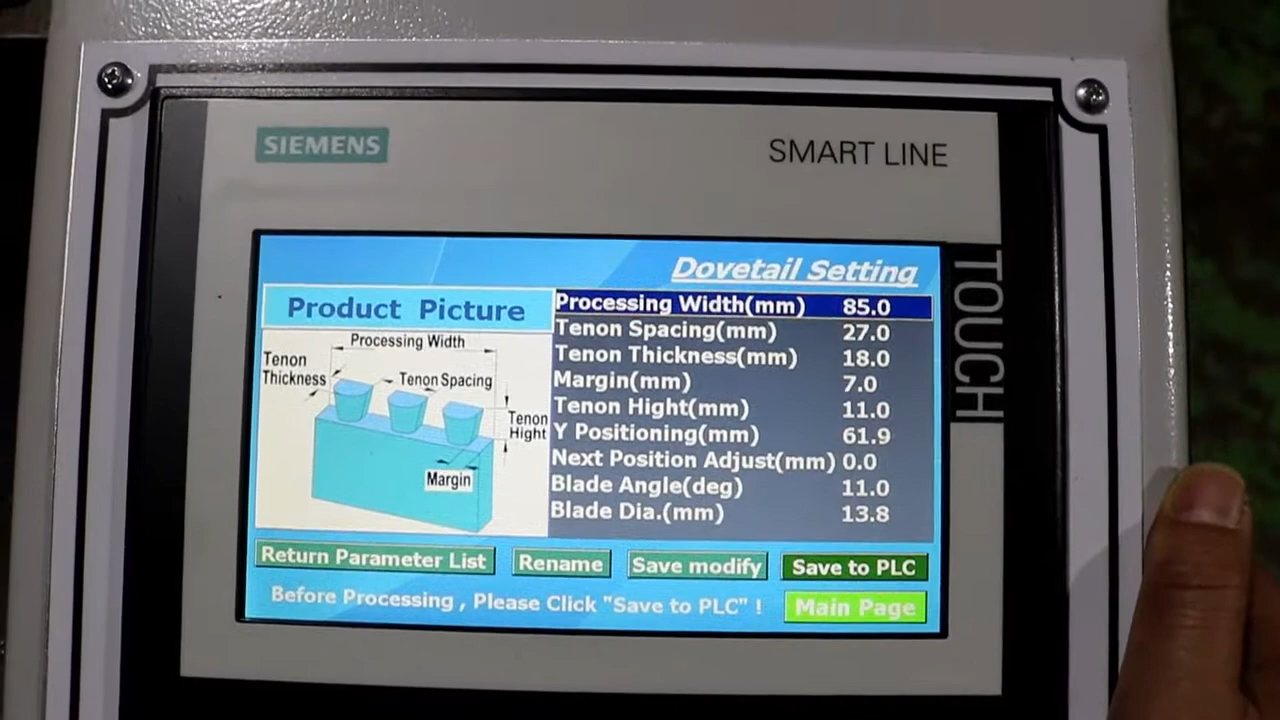 SIEMENS
SMART LINE
TOUCH
Dovetail Setting
Product Picture
Processing Width
Tenon
Thickness
Tenon Spacing
Tenon
Hight
Margin
Processing Width(mm) 85.0
Tenon Spacing(mm) 27.0
Tenon Thickness(mm) 18.0
Margin(mm) 7.0
Tenon Hight(mm) 11.0
Y Positioning(mm) 61.9
Next Position Adjust(mm) 0.0
Blade Angle(deg) 11.0
Blade Dia.(mm) 13.8
Return Parameter List
Rename
Save modify
Save to PLC
Before Processing , Please Click "Save to PLC" !
Main Page